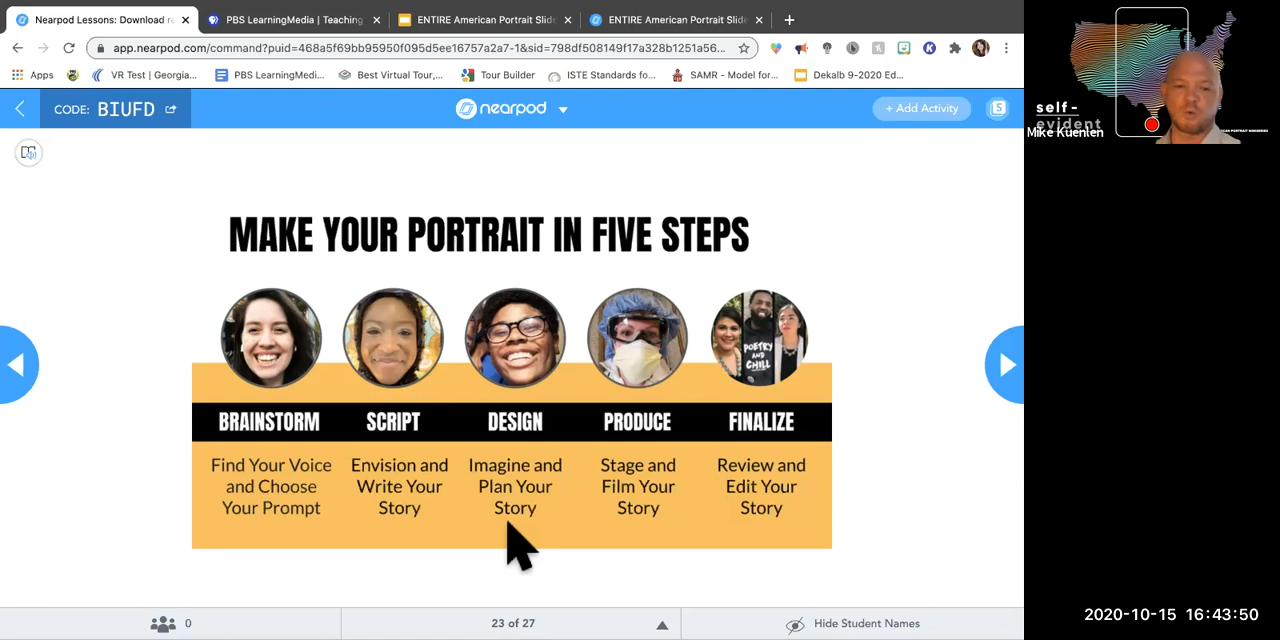 Nearpod Lessons: Download re
PBS LearningMedia | Teaching
ENTIRE American Portrait Slid
ENTIRE American Portrait Slide
app.nearpod.com/command?puid=468a5f69bb95950f095d5ee16757a2a7-1&sid=798df508149f17a328b1251a56...
Apps
VR Test | Georgia...
PBS LearningMedi...
Best Virtual Tour,...
Tour Builder
ISTE Standards fo...
SAMR - Model for...
Dekalb 9-2020 Ed...
CODE: BIUFD
nearpod
+ Add Activity
S
MAKE YOUR PORTRAIT IN FIVE STEPS
POETRY
AND
CHILL
BRAINSTORM
SCRIPT
DESIGN
PRODUCE
FINALIZE
Find Your Voice
and Choose
Your Prompt
Envision and
Write Your
Story
Imagine and
Plan Your
Story
Stage and
Film Your
Story
Review and
Edit Your
Story
0
23 of 27
Hide Student Names
self-
evident
Mike Kuenlen
2020-10-15 16:43:50